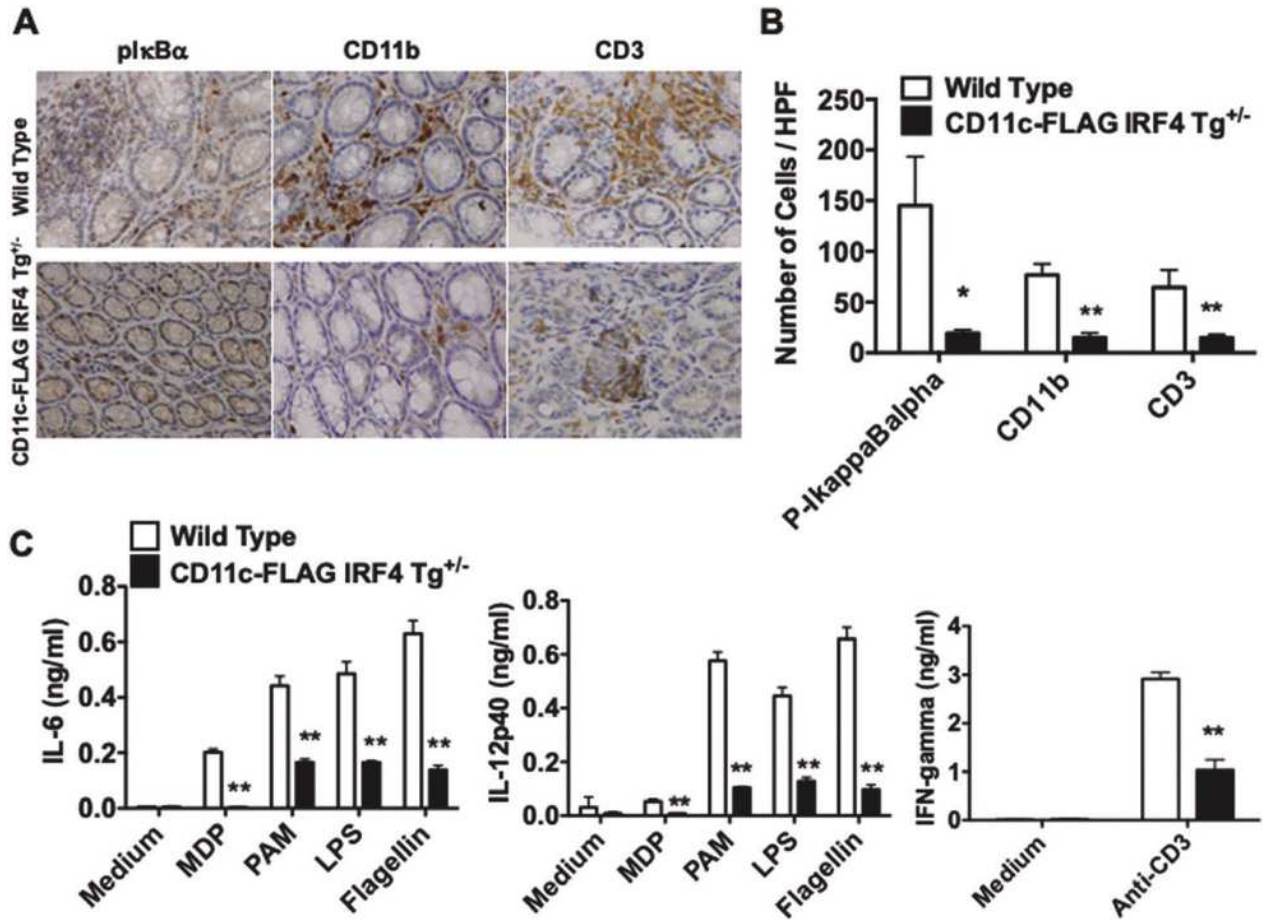 A
pIκBα CD11b CD3
Wild Type
CD11c-FLAG IRF4 Tg+/-
B
Wild Type
CD11c-FLAG IRF4 Tg+/-
Number of Cells / HPF
250
200
150
100
50
0
*
**
**
P-IkappaBalpha
CD11b
CD3
C
Wild Type
CD11c-FLAG IRF4 Tg+/-
IL-6 (ng/ml)
0.8
0.6
0.4
0.2
0.0
**
**
**
**
Medium
MDP
PAM
LPS
Flagellin
IL-12p40 (ng/ml)
0.8
0.6
0.4
0.2
0.0
**
**
**
**
Medium
MDP
PAM
LPS
Flagellin
IFN-gamma (ng/ml)
4
3
2
1
0
**
Medium
Anti-CD3